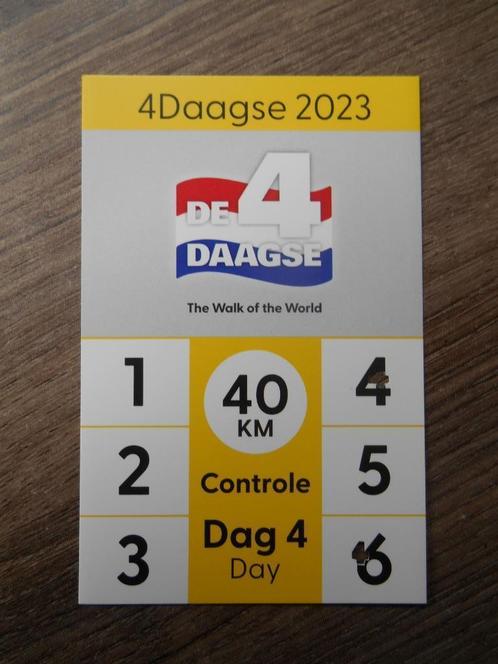 4Daagse 2023
DE 4
DAAGSE
The Walk of the World
1
2
3
40
KM
Controle
Dag 4
Day
4
5
6